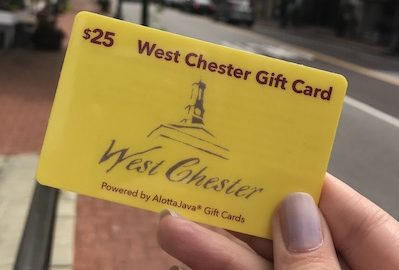 $25 West Chester Gift Card
West Chester
Powered by AlottaJava® Gift Cards